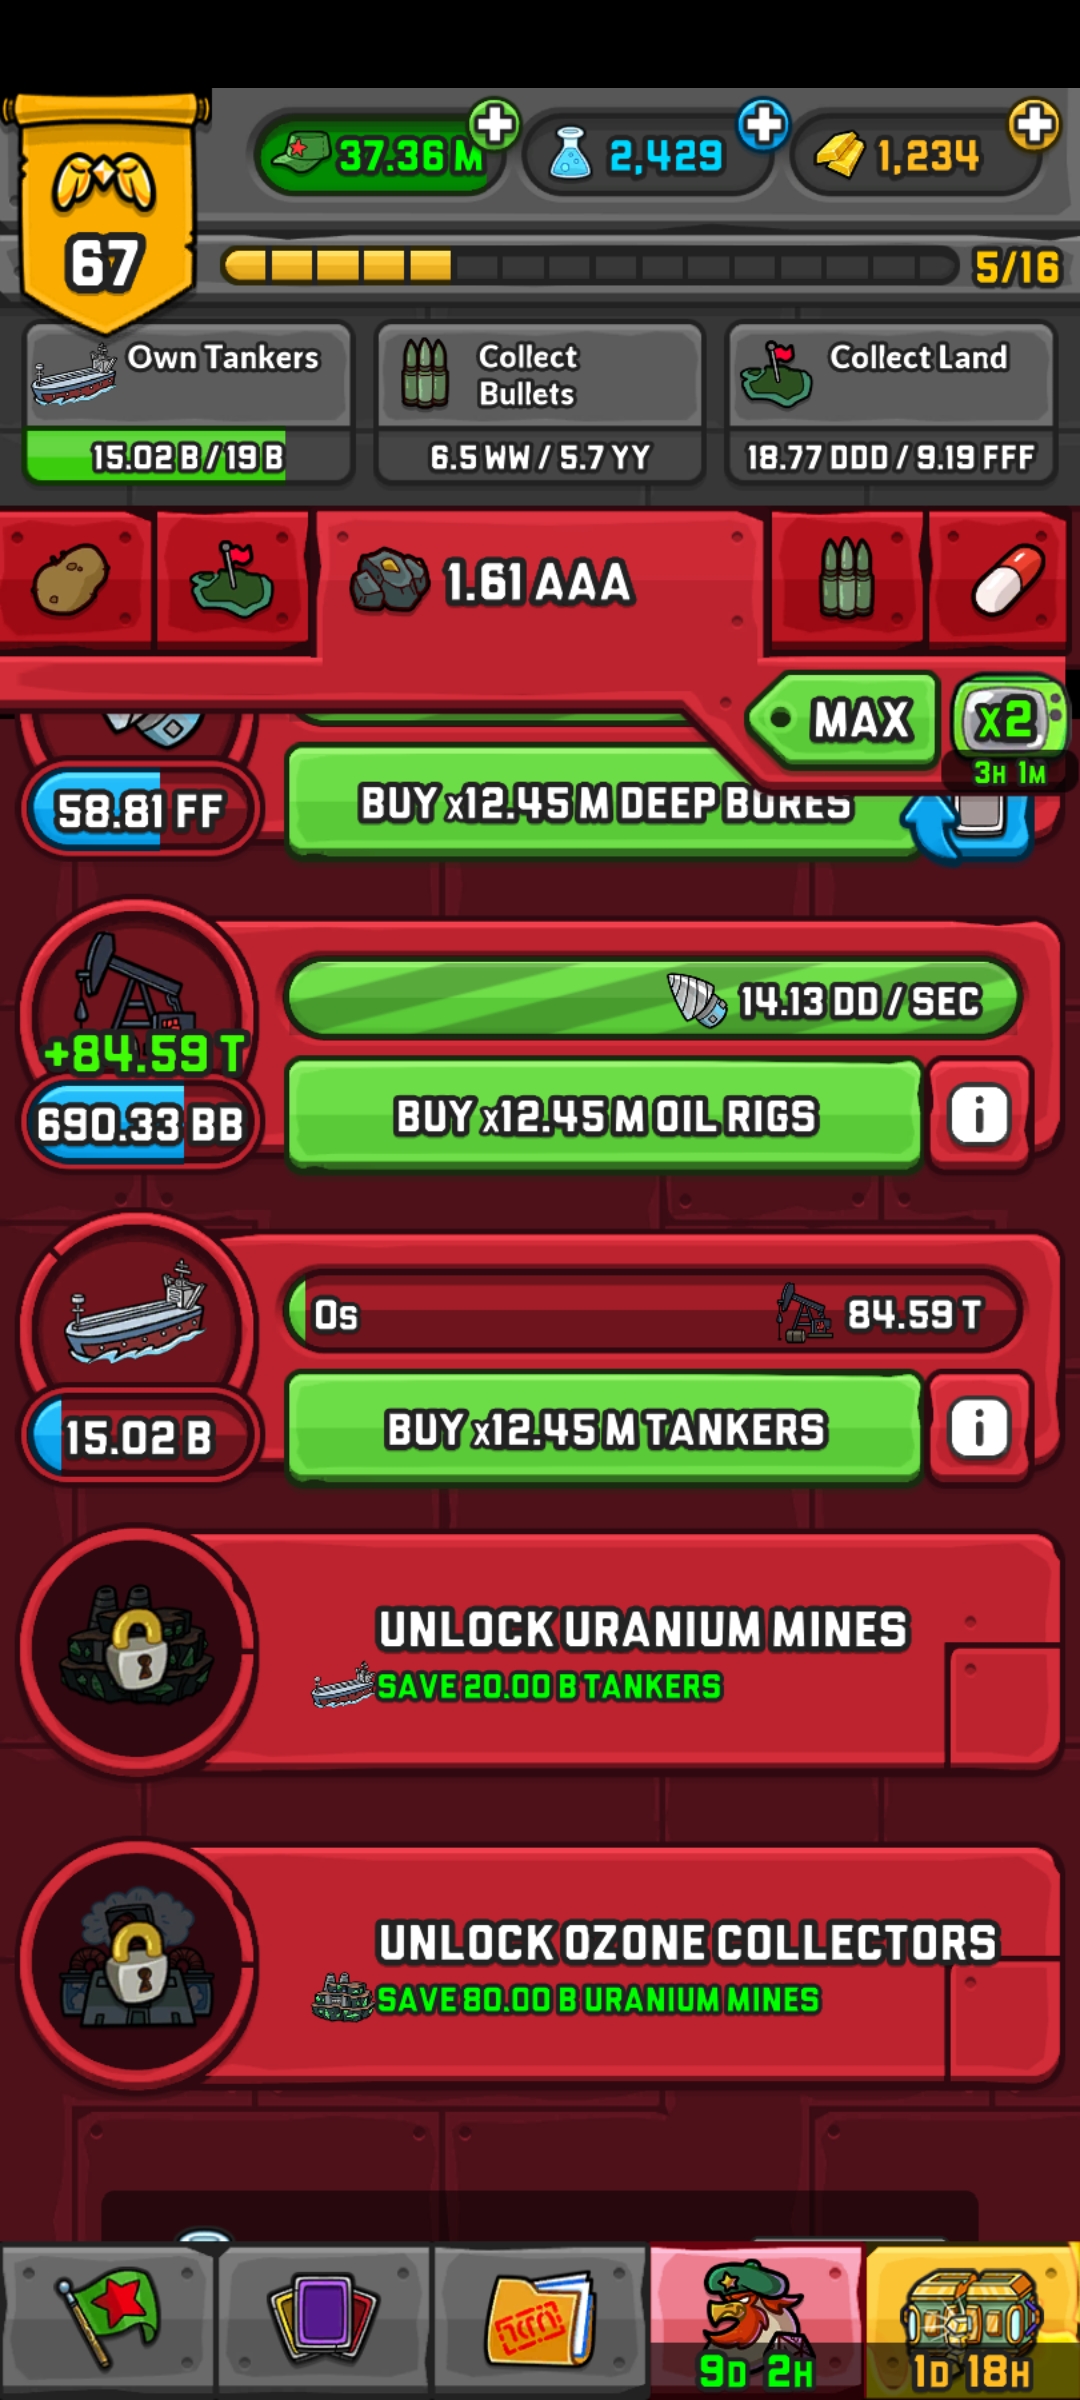 37.36 M
2,429
1,234
67
5/16
Own Tankers
15.02 B / 19 B
Collect
Bullets
6.5 WW / 5.7 YY
Collect Land
18.77 DDD / 9.19 FFF
1.61 AAA
MAX
x2
3H 1M
58.81 FF
BUY x12.45 M DEEP BORES
14.13 DD / SEC
+84.59 T
690.33 BB
BUY x12.45 M OIL RIGS
i
0s
84.59 T
15.02 B
BUY x12.45 M TANKERS
i
UNLOCK URANIUM MINES
SAVE 20.00 B TANKERS
UNLOCK OZONE COLLECTORS
SAVE 80.00 B URANIUM MINES
9D 2H
1D 18H